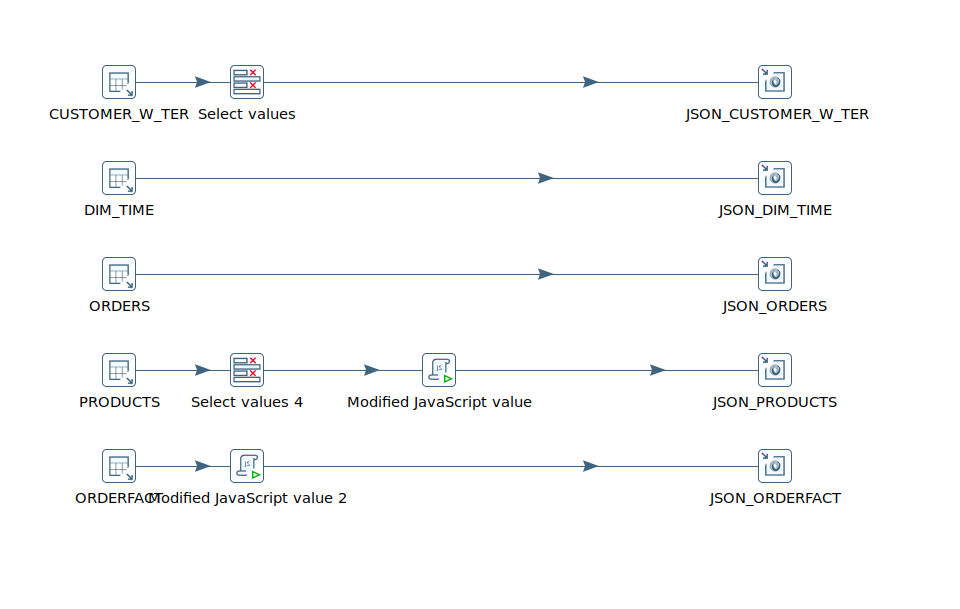 CUSTOMER_W_TER Select values JSON_CUSTOMER_W_TER
DIM_TIME JSON_DIM_TIME
ORDERS JSON_ORDERS
PRODUCTS Select values 4 Modified JavaScript value JSON_PRODUCTS
ORDERFACT Modified JavaScript value 2 JSON_ORDERFACT